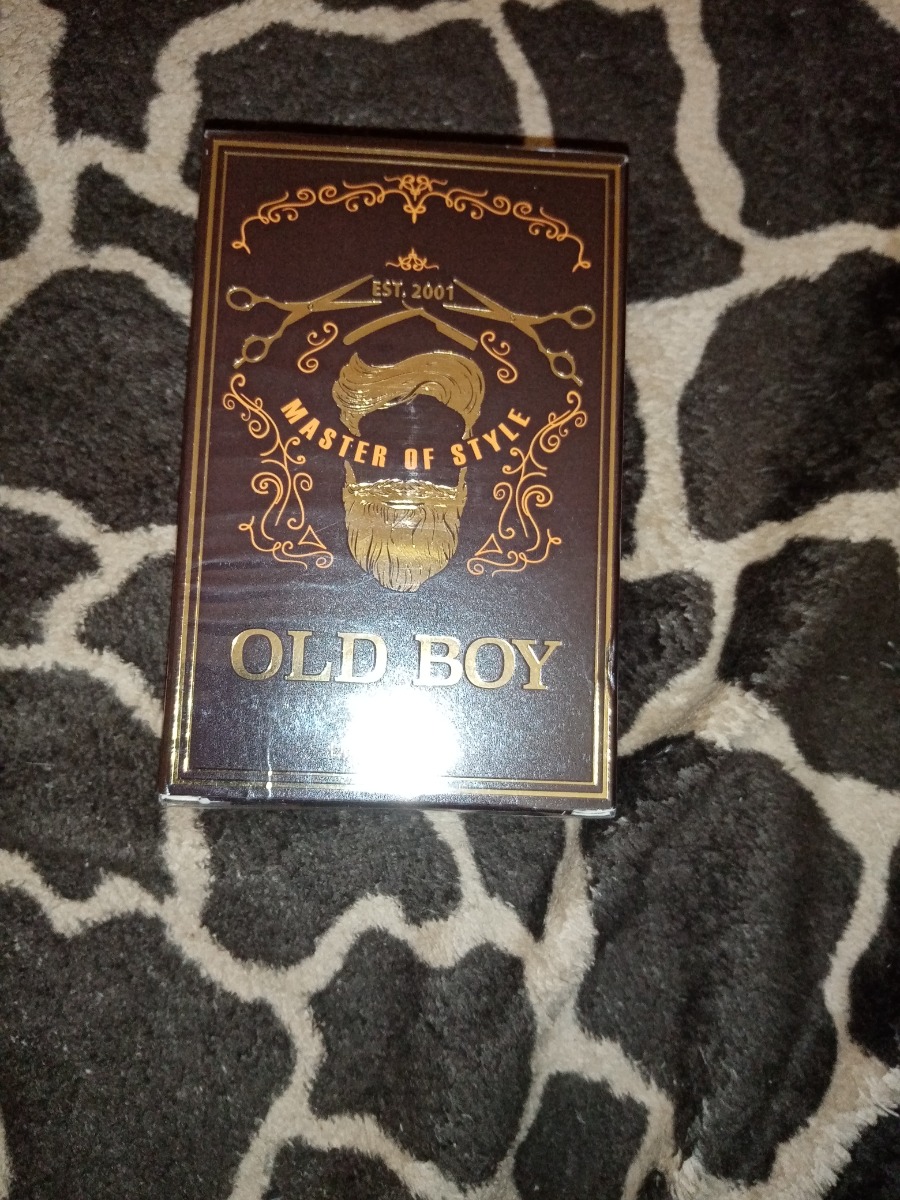 EST. 2001
MASTER OF STYLE
OLD BOY